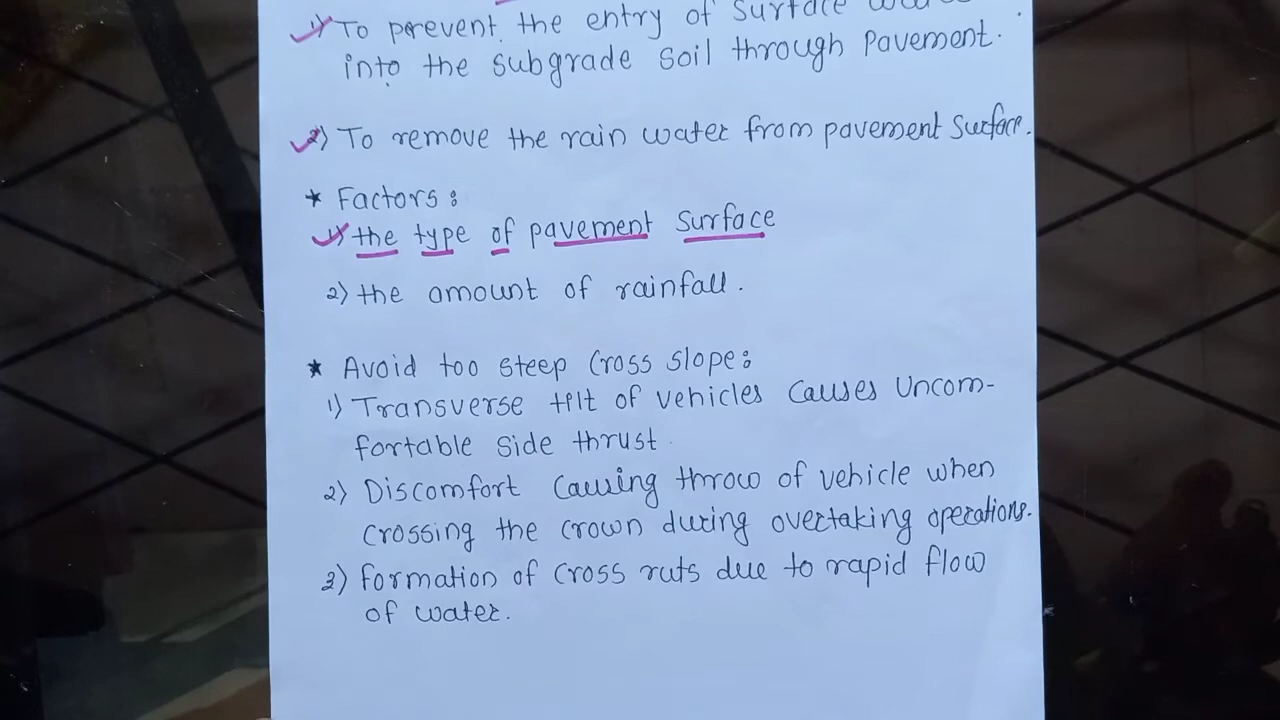 1) To prevent the entry of surface
into the subgrade soil through pavement.
2) To remove the rain water from pavement surface.
* Factors :
1) the type of pavement surface
2) the amount of rainfall.
* Avoid too steep Cross slope :
1) Transverse tilt of vehicles causes uncom-
fortable side thrust.
2) Discomfort causing throw of vehicle when
crossing the crown during overtaking operations.
3) formation of cross ruts due to rapid flow
of water.